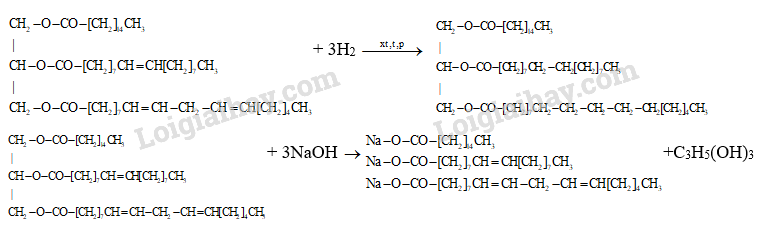 CH₂–O–CO–[CH₂]₁₄CH₃
|
CH–O–CO–[CH₂]₇CH=CH[CH₂]₇CH₃
|
CH₂–O–CO–[CH₂]₇CH=CH–CH₂–CH=CH[CH₂]₄CH₃
+ 3H₂ xt,t,p →
CH₂–O–CO–[CH₂]₁₄CH₃
|
CH–O–CO–[CH₂]₇CH₂–CH₂[CH₂]₇CH₃
|
CH₂–O–CO–[CH₂]₇CH₂–CH₂–CH₂–CH₂–CH₂[CH₂]₄CH₃
CH₂–O–CO–[CH₂]₁₄CH₃
|
CH–O–CO–[CH₂]₇CH=CH[CH₂]₇CH₃
|
CH₂–O–CO–[CH₂]₇CH=CH–CH₂–CH=CH[CH₂]₄CH₃
+ 3NaOH →
Na–O–CO–[CH₂]₁₄CH₃
Na–O–CO–[CH₂]₇CH=CH[CH₂]₇CH₃
Na–O–CO–[CH₂]₇CH=CH–CH₂–CH=CH[CH₂]₄CH₃
+C₃H₅(OH)₃
Loigiaihay.com
Loigiaihay.com